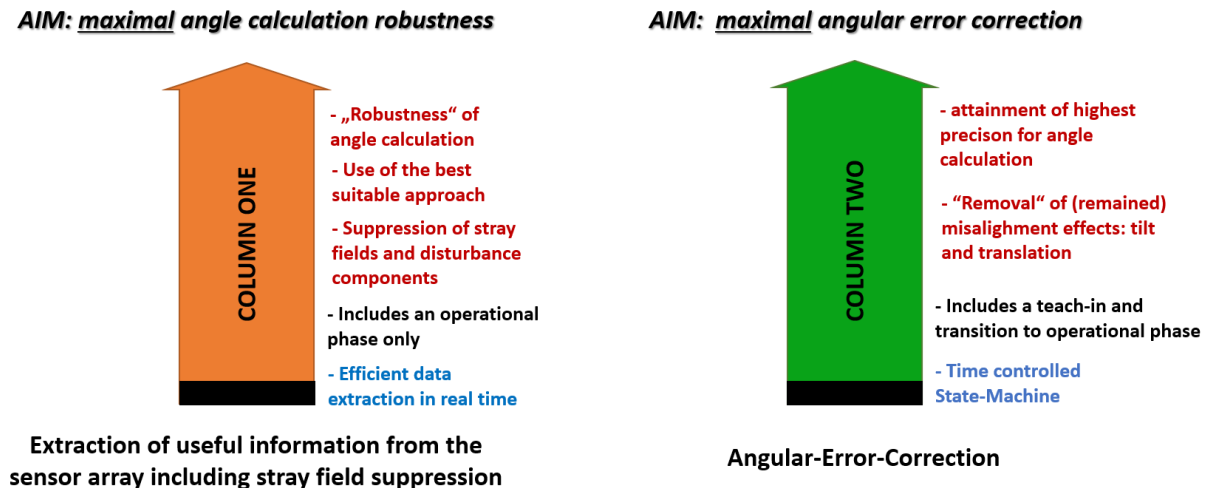 AIM: maximal angle calculation robustness
COLUMN ONE
- „Robustness“ of
angle calculation
- Use of the best
suitable approach
- Suppression of stray
fields and disturbance
components
- Includes an operational
phase only
- Efficient data
extraction in real time
Extraction of useful information from the
sensor array including stray field suppression
AIM: maximal angular error correction
COLUMN TWO
- attainment of highest
precison for angle
calculation
- “Removal“ of (remained)
misalighment effects: tilt
and translation
- Includes a teach-in and
transition to operational phase
- Time controlled
State-Machine
Angular-Error-Correction